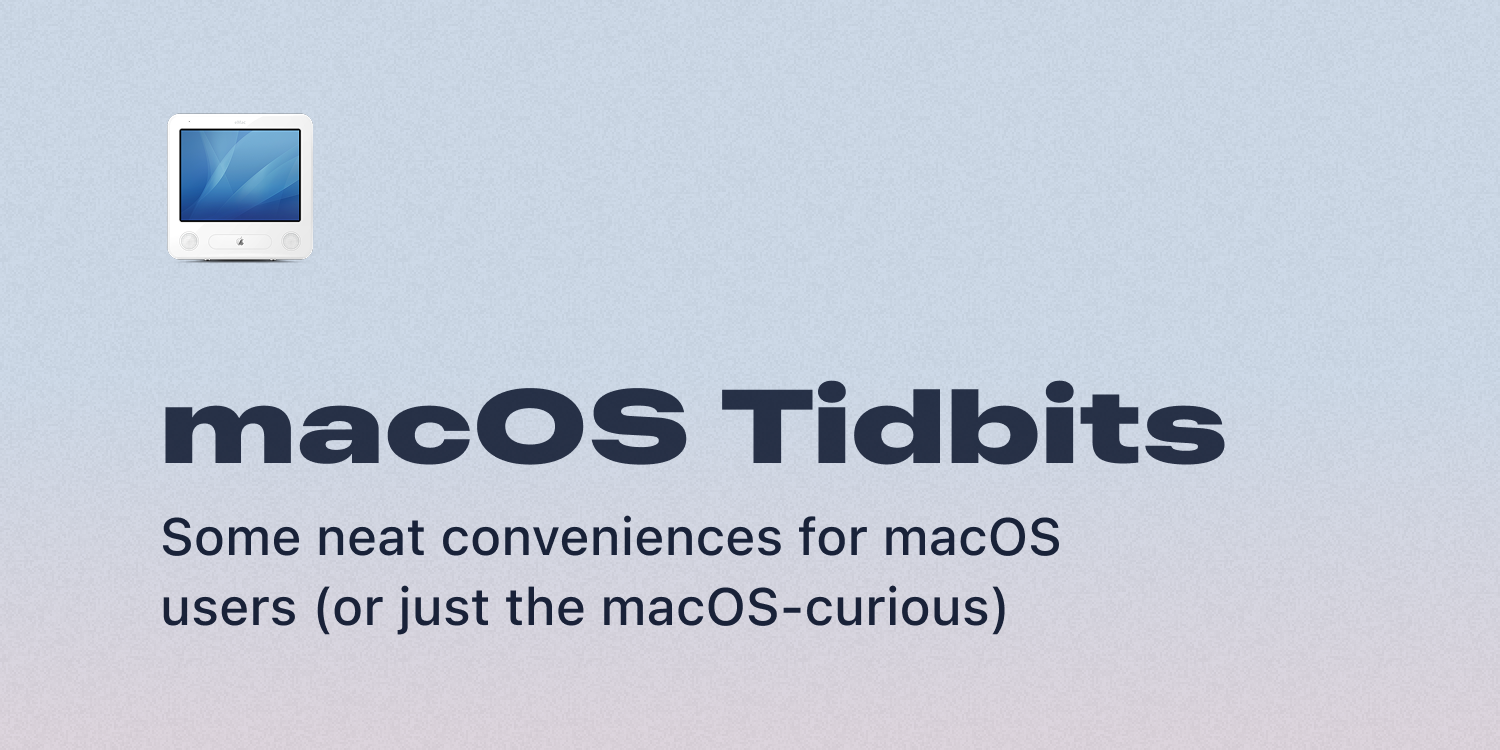 macOS Tidbits
Some neat conveniences for macOS
users (or just the macOS-curious)